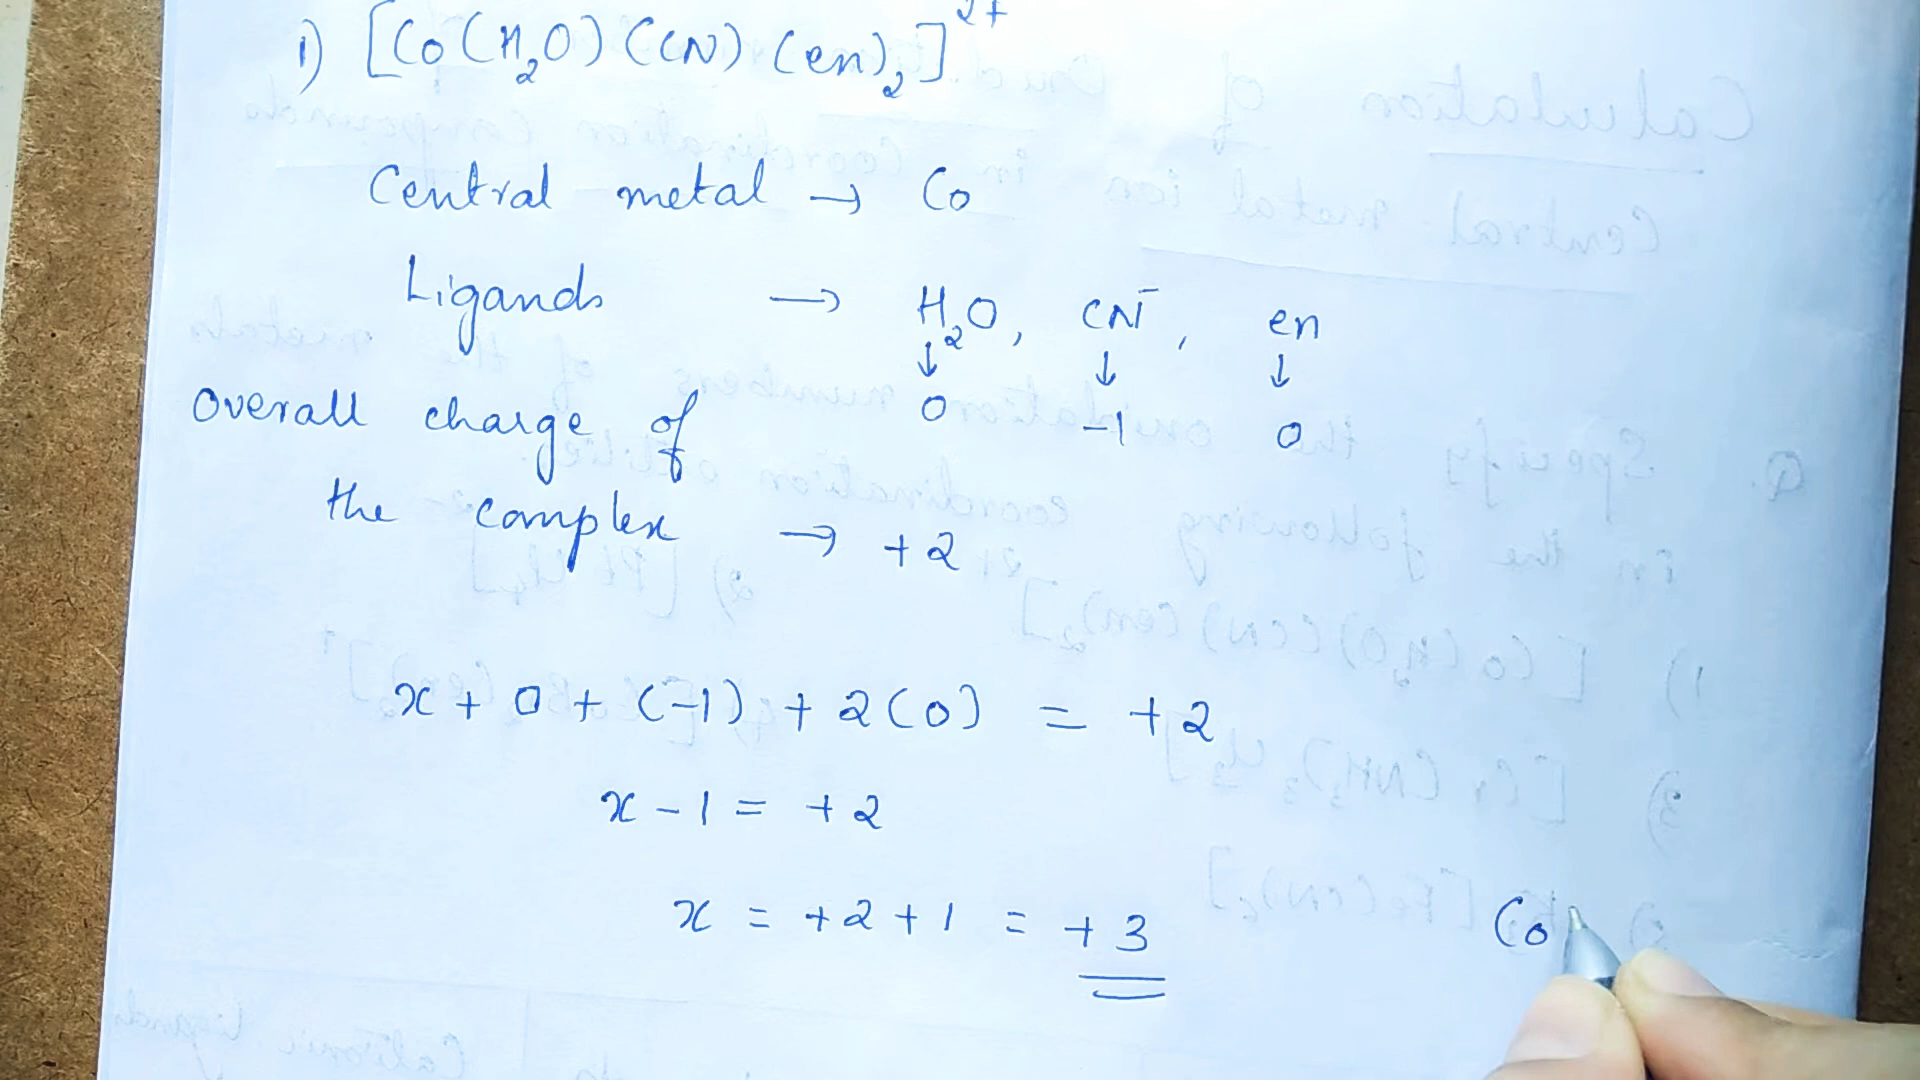 1) [Co(H₂O)(CN)(en)₂]²⁺
Central metal → Co
Ligands → H₂O, CN⁻, en
↓ ↓ ↓
0 -1 0
Overall charge of
the complex → +2
x + 0 + (-1) + 2(0) = +2
x - 1 = +2
x = +2 + 1 = +3
Co